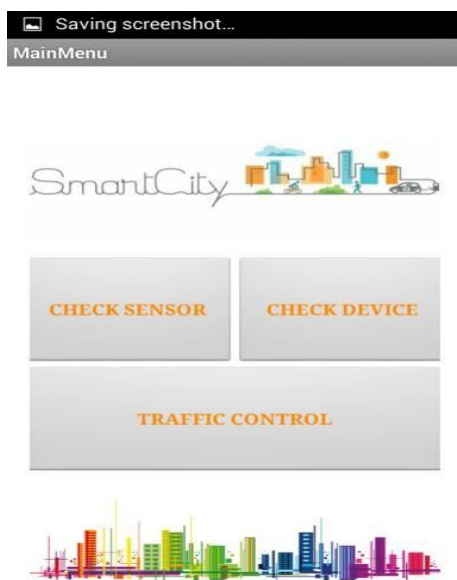 Saving screenshot...
MainMenu
SmartCity
CHECK SENSOR
CHECK DEVICE
TRAFFIC CONTROL